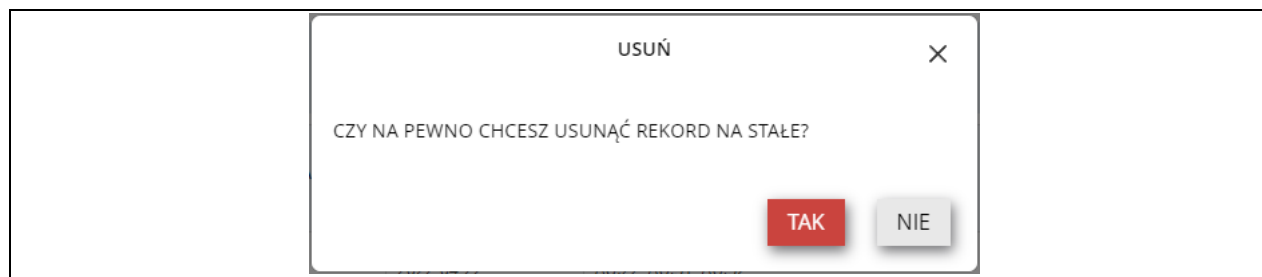 USUŃ
CZY NA PEWNO CHCESZ USUNĄĆ REKORD NA STAŁE?
TAK NIE